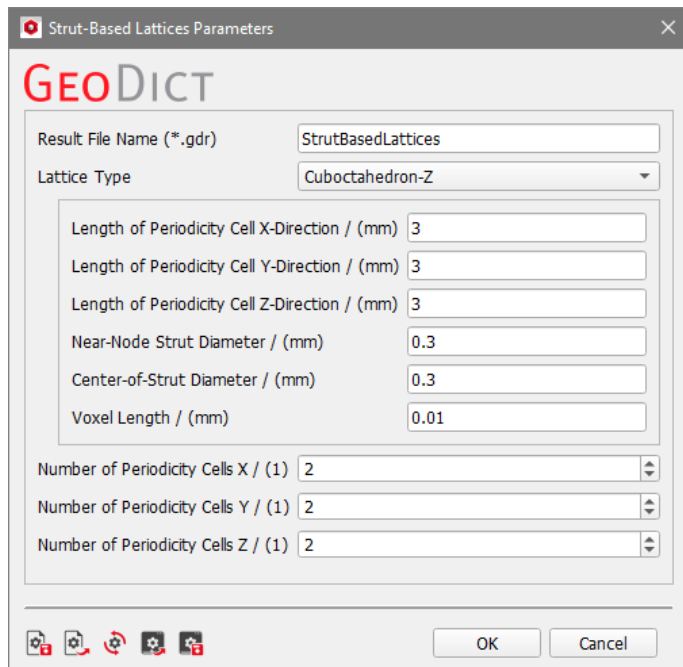 Strut-Based Lattices Parameters
GEODICT
Result File Name (*.gdr) StrutBasedLattices
Lattice Type Cuboctahedron-Z
Length of Periodicity Cell X-Direction / (mm) 3
Length of Periodicity Cell Y-Direction / (mm) 3
Length of Periodicity Cell Z-Direction / (mm) 3
Near-Node Strut Diameter / (mm) 0.3
Center-of-Strut Diameter / (mm) 0.3
Voxel Length / (mm) 0.01
Number of Periodicity Cells X / (1) 2
Number of Periodicity Cells Y / (1) 2
Number of Periodicity Cells Z / (1) 2
OK Cancel